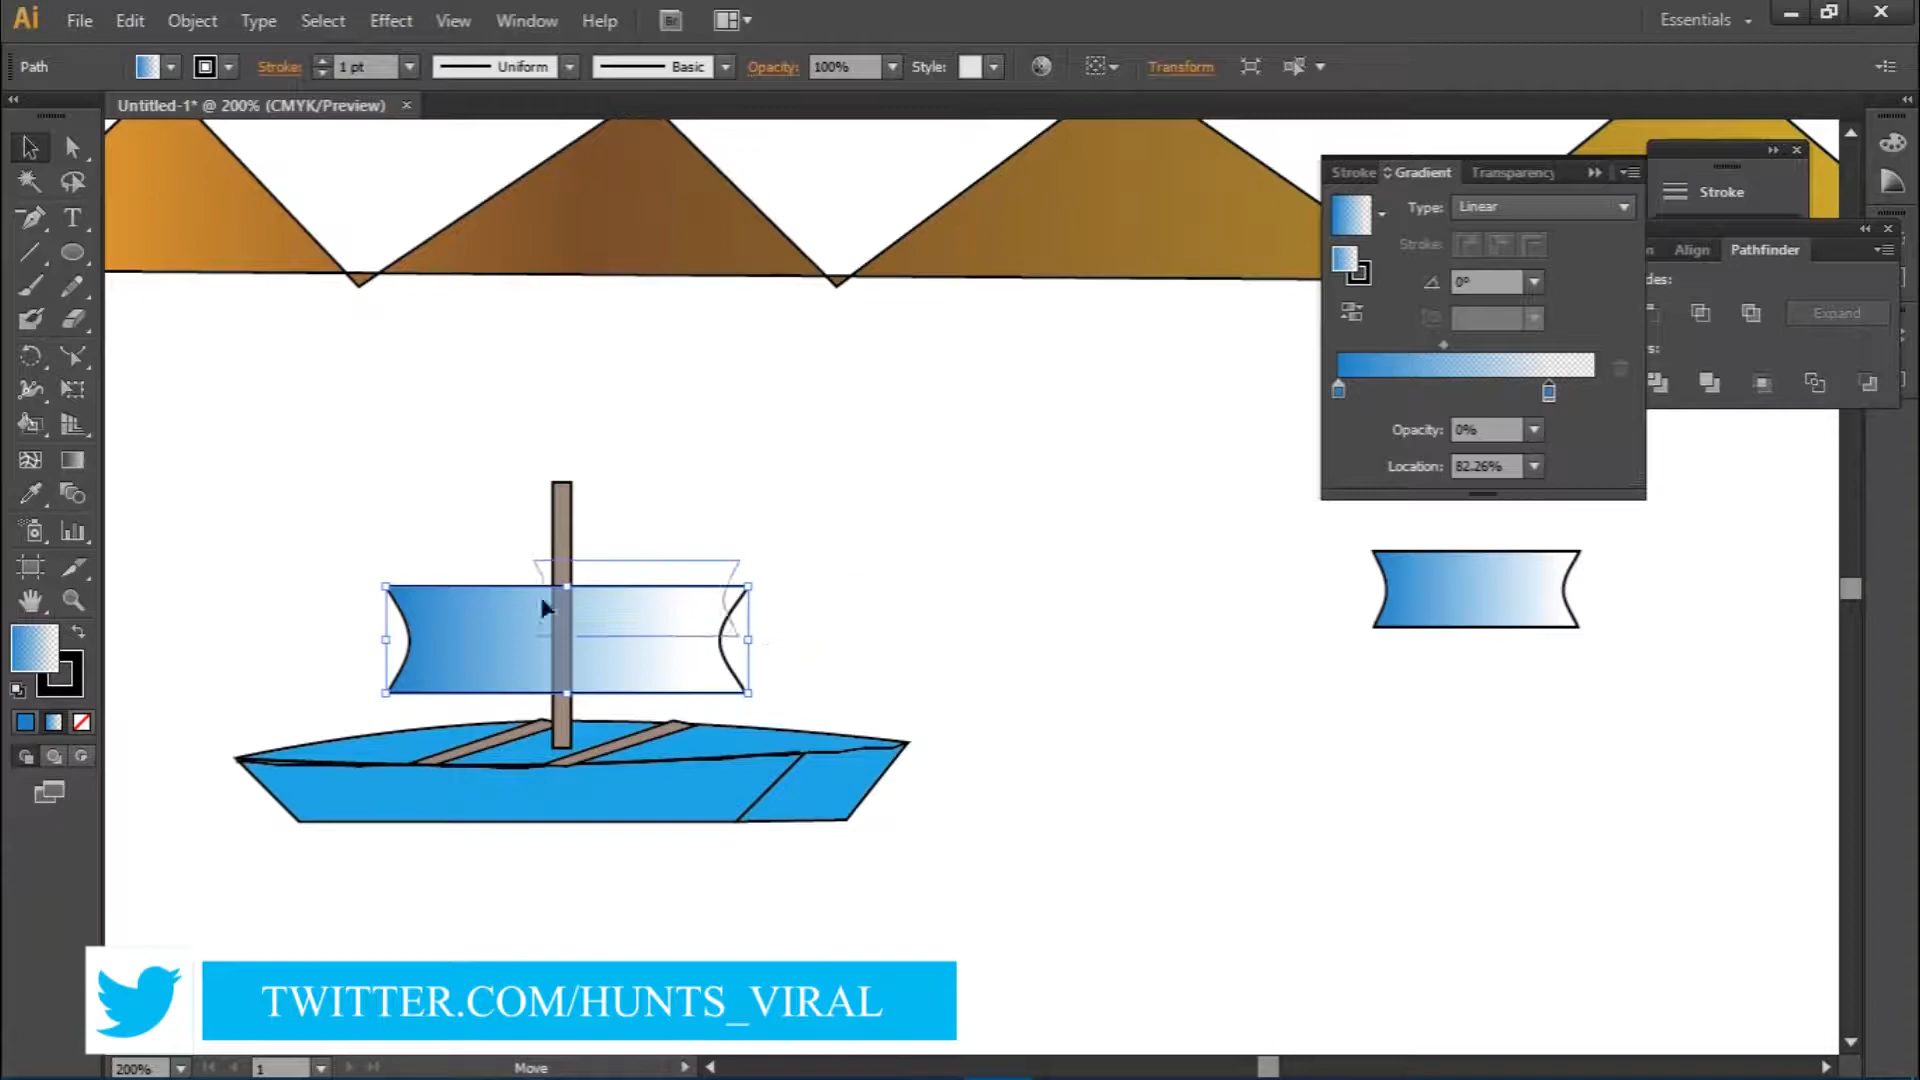 Ai File Edit Object Select Type Effect View Window Help Br Essentials
Path Stroke: 1 pt Uniform Basic Opacity: 100% Style: Transform
Untitled-1* @ 200% (CMYK/Preview)
Stroke Gradient Transparency
Type: Linear
Stroke:
0°
Opacity: 0%
Location: 82.26%
Stroke
Align Pathfinder
des:
Expand
s:
T
TWITTER.COM/HUNTS_VIRAL
200% 1 Move